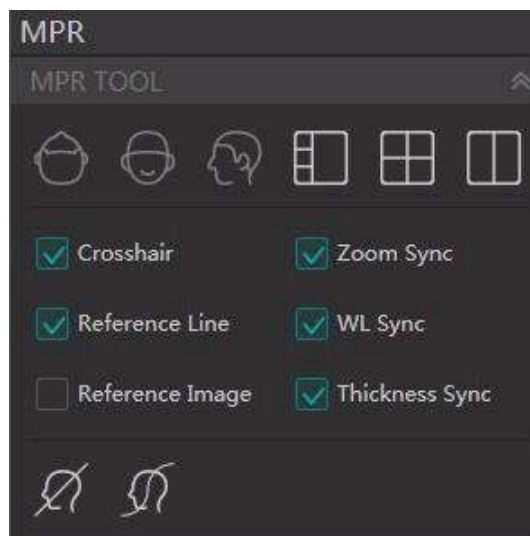 MPR
MPR TOOL
Crosshair Zoom Sync
Reference Line WL Sync
Reference Image Thickness Sync